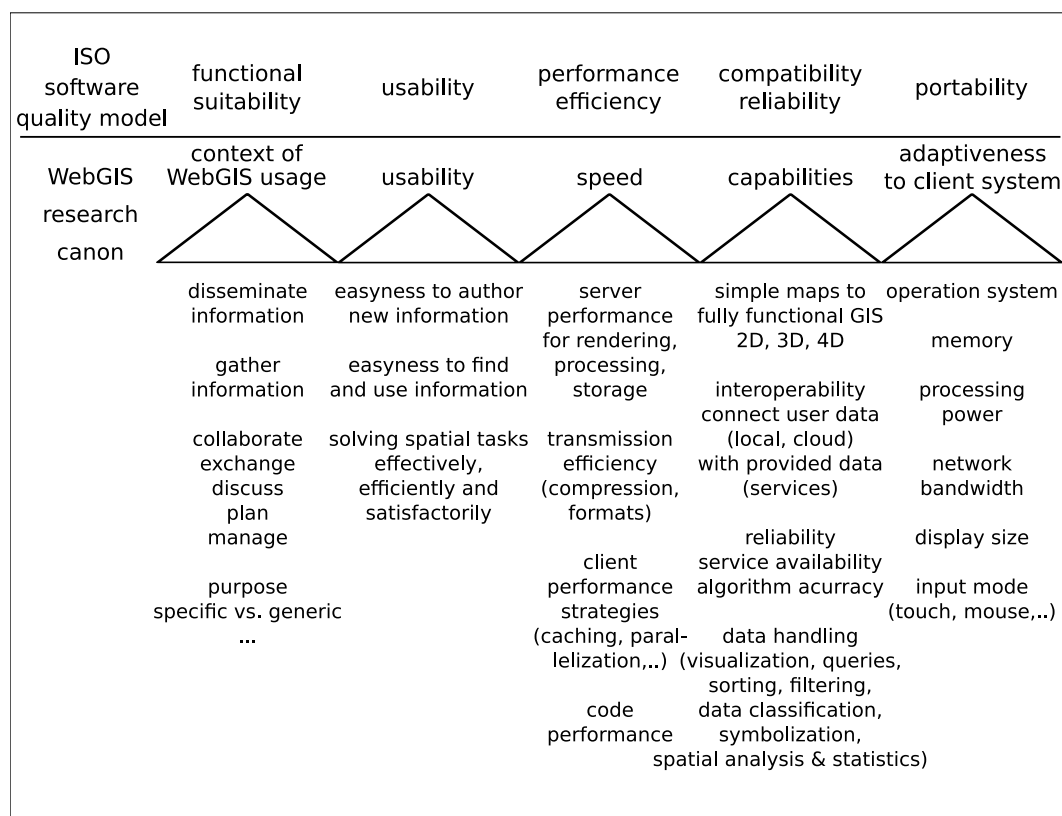 ISO
software
quality model
functional
suitability
usability
performance
efficiency
compatibility
reliability
portability
WebGIS
research
canon
context of
WebGIS usage
usability
speed
capabilities
adaptiveness
to client system
disseminate
information
gather
information
collaborate
exchange
discuss
plan
manage
purpose
specific vs. generic
...
easyness to author
new information
easyness to find
and use information
solving spatial tasks
effectively,
efficiently and
satisfactorily
server
performance
for rendering,
processing,
storage
transmission
efficiency
(compression,
formats)
client
performance
strategies
(caching, paral-
lelization,..)
code
performance
simple maps to
fully functional GIS
2D, 3D, 4D
interoperability
connect user data
(local, cloud)
with provided data
(services)
reliability
service availability
algorithm acurracy
data handling
(visualization, queries,
sorting, filtering,
data classification,
symbolization,
spatial analysis & statistics)
operation system
memory
processing
power
network
bandwidth
display size
input mode
(touch, mouse,..)